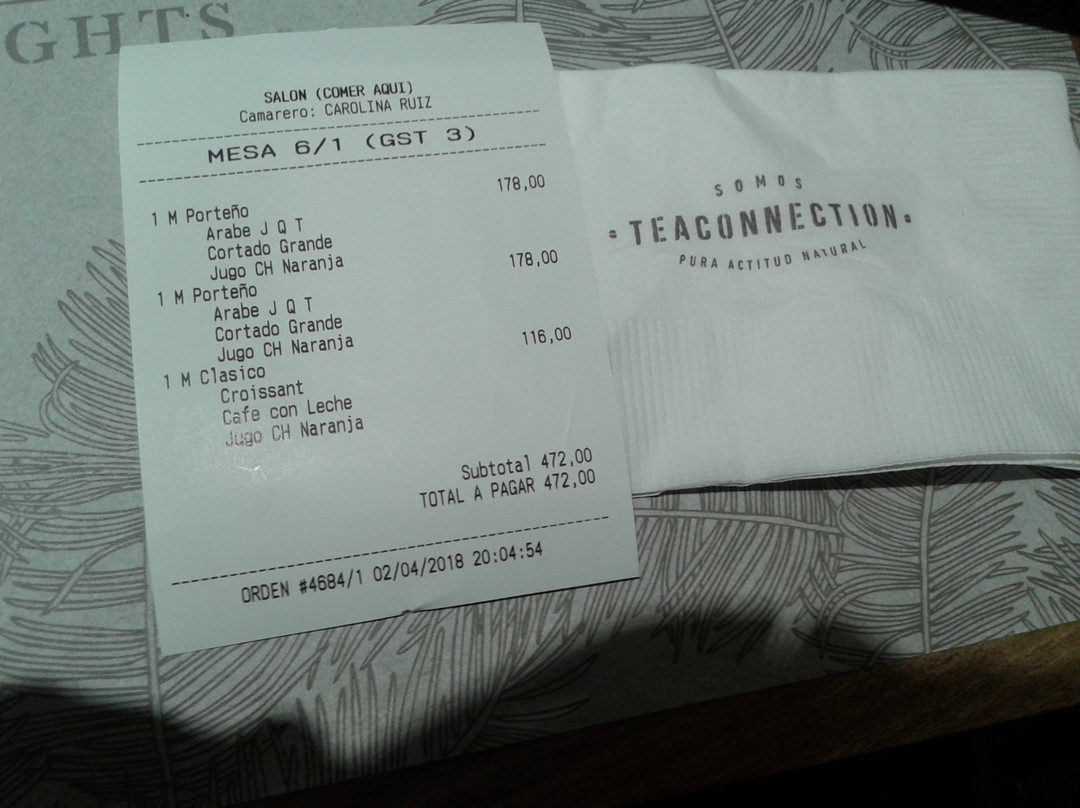 GHTS
SALON (COMER AQUI)
Camarero: CAROLINA RUIZ
MESA 6/1 (GST 3)
178,00
1 M Porteño
Arabe J Q T
Cortado Grande
Jugo CH Naranja
178,00
1 M Porteño
Arabe J Q T
Cortado Grande
Jugo CH Naranja
116,00
1 M Clasico
Croissant
Cafe con Leche
Jugo CH Naranja
Subtotal 472,00
TOTAL A PAGAR 472,00
ORDEN #4684/1 02/04/2018 20:04:54
SOMOS
TEACONNECTION
PURA ACTITUD NATURAL